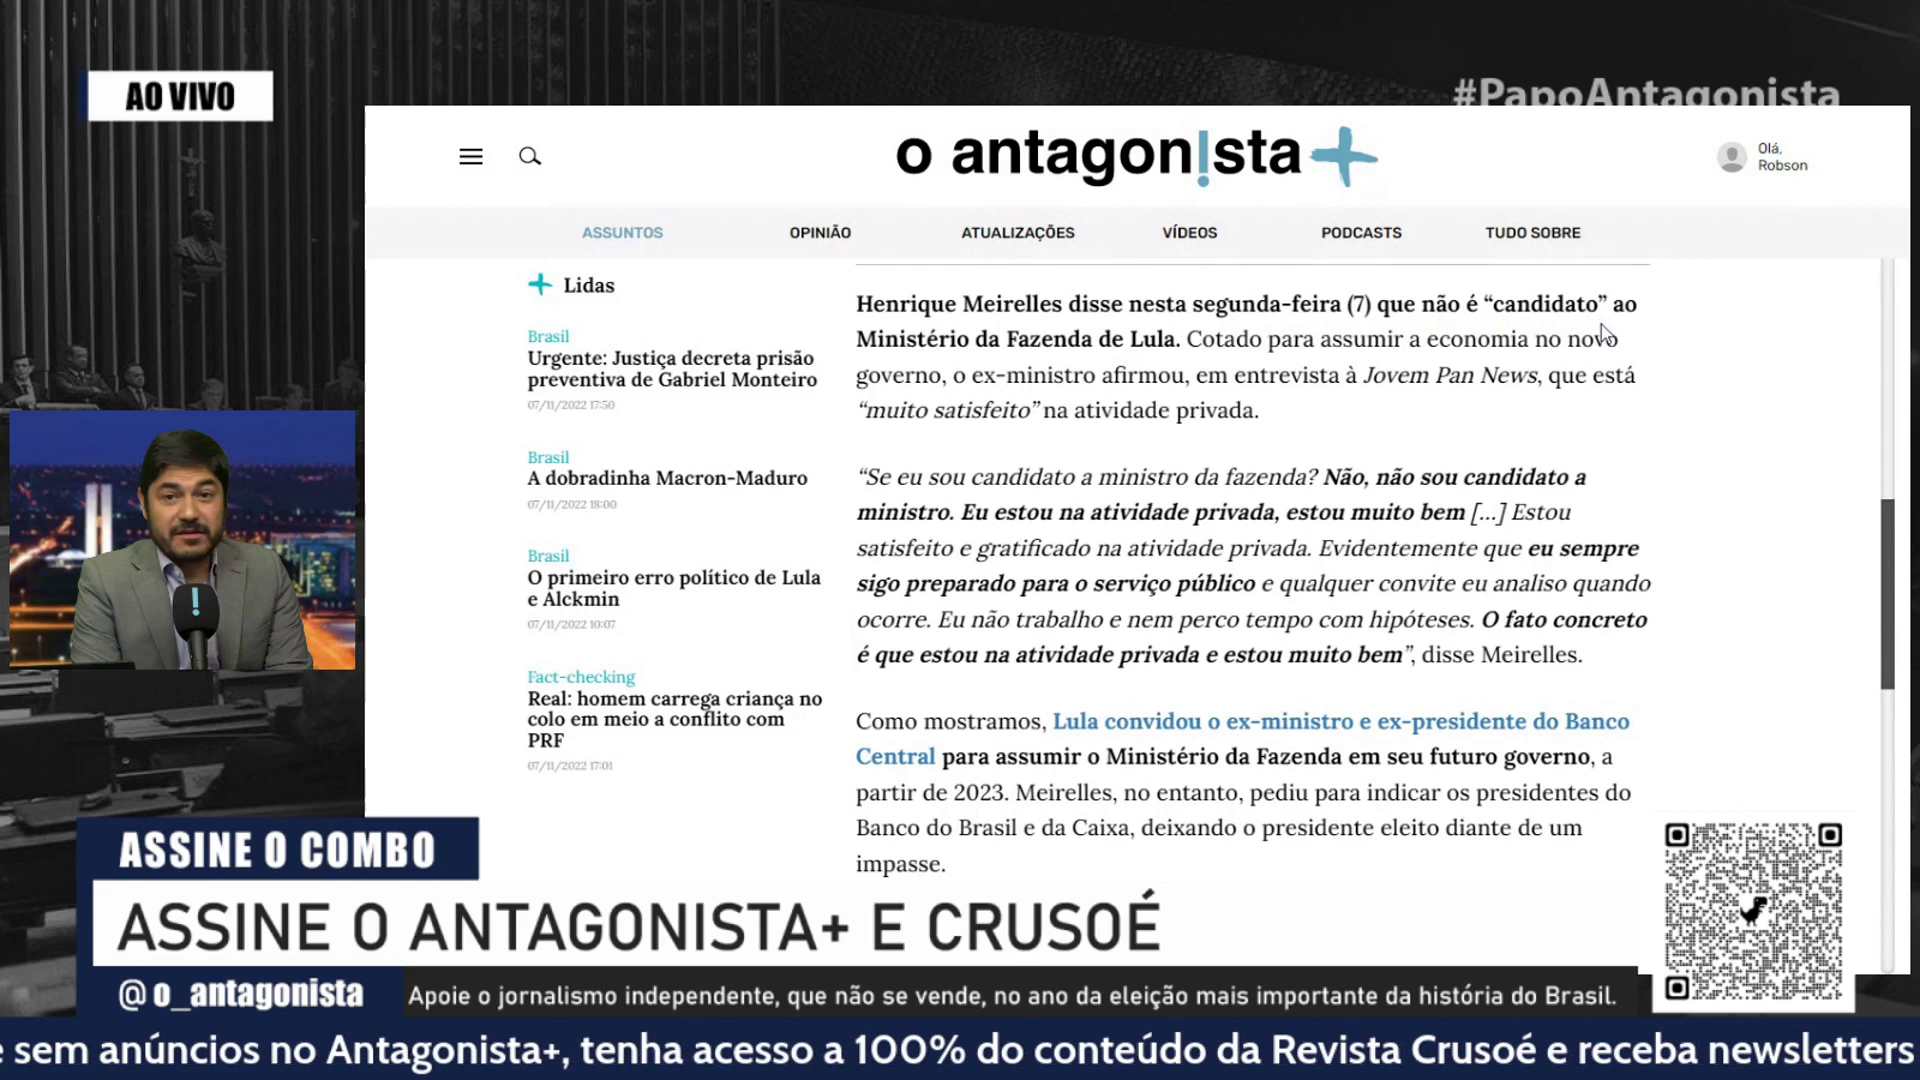 AO VIVO
#PapoAntagonista
o antagon!sta+
Olá,
Robson
ASSUNTOS
OPINIÃO
ATUALIZAÇÕES
VÍDEOS
PODCASTS
TUDO SOBRE
+ Lidas
Brasil
Urgente: Justiça decreta prisão
preventiva de Gabriel Monteiro
07/11/2022 17:50
Brasil
A dobradinha Macron-Maduro
07/11/2022 18:00
Brasil
O primeiro erro político de Lula
e Alckmin
07/11/2022 10:07
Fact-checking
Real: homem carrega criança no
colo em meio a conflito com
PRF
07/11/2022 17:01
Henrique Meirelles disse nesta segunda-feira (7) que não é “candidato” ao
Ministério da Fazenda de Lula. Cotado para assumir a economia no novo
governo, o ex-ministro afirmou, em entrevista à Jovem Pan News, que está
“muito satisfeito” na atividade privada.
“Se eu sou candidato a ministro da fazenda? Não, não sou candidato a
ministro. Eu estou na atividade privada, estou muito bem [...] Estou
satisfeito e gratificado na atividade privada. Evidentemente que eu sempre
sigo preparado para o serviço público e qualquer convite eu analiso quando
ocorre. Eu não trabalho e nem perco tempo com hipóteses. O fato concreto
é que estou na atividade privada e estou muito bem”, disse Meirelles.
Como mostramos, Lula convidou o ex-ministro e ex-presidente do Banco
Central para assumir o Ministério da Fazenda em seu futuro governo, a
partir de 2023. Meirelles, no entanto, pediu para indicar os presidentes do
Banco do Brasil e da Caixa, deixando o presidente eleito diante de um
impasse.
ASSINE O COMBO
ASSINE O ANTAGONISTA+ E CRUSOÉ
@o_antagonista
Apoie o jornalismo independente, que não se vende, no ano da eleição mais importante da história do Brasil.
e sem anúncios no Antagonista+, tenha acesso a 100% do conteúdo da Revista Crusoé e receba newsletters